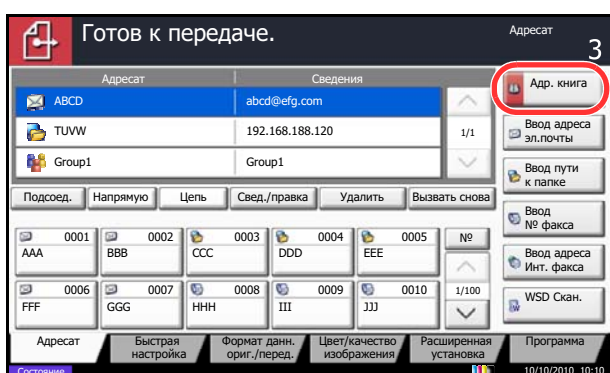 Готов к передаче.
Адресат
3
Адресат Сведения
ABCD abcd@efg.com
TUVW 192.168.188.120
1/1
Group1 Group1
Адр. книга
Ввод адреса
эл.почты
Ввод пути
к папке
Ввод
№ факса
Ввод адреса
Инт. факса
WSD Скан.
Подсоед. Напрямую Цепь Свед./правка Удалить Вызвать снова
0001 0002 0003 0004 0005 №
AAA BBB CCC DDD EEE
0006 0007 0008 0009 0010 1/100
FFF GGG HHH III JJJ
Адресат Быстрая настройка Формат данн. ориг./перед. Цвет/качество изображения Расширенная установка Программа
Состояние 10/10/2010 10:10